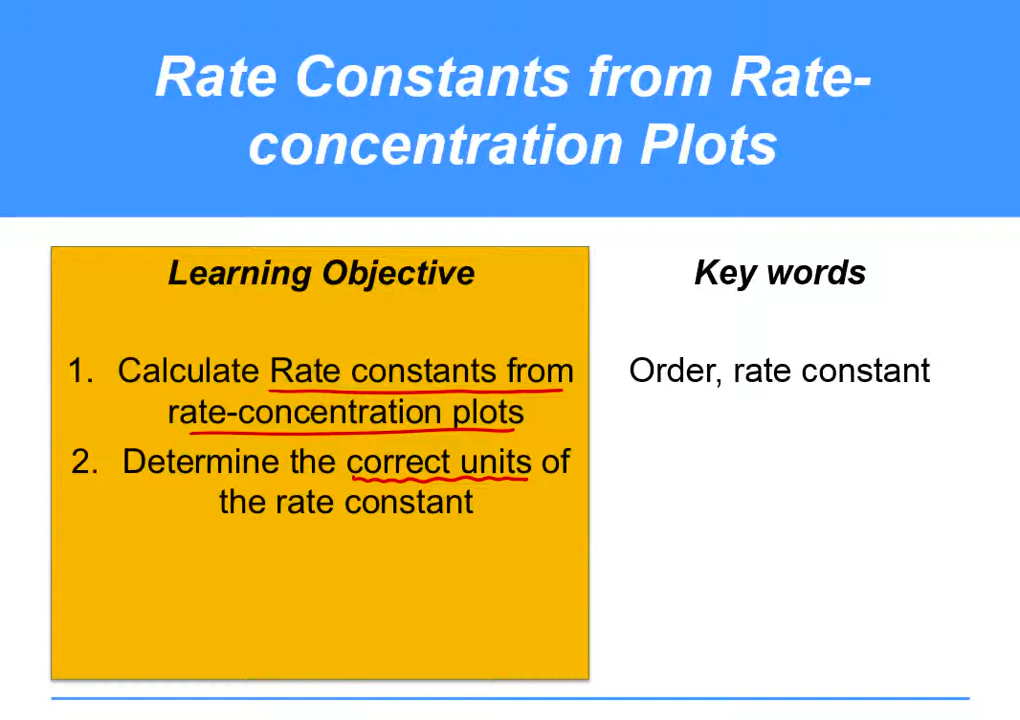 Rate Constants from Rate-
concentration Plots
Learning Objective
1. Calculate Rate constants from
rate-concentration plots
2. Determine the correct units of
the rate constant
Key words
Order, rate constant